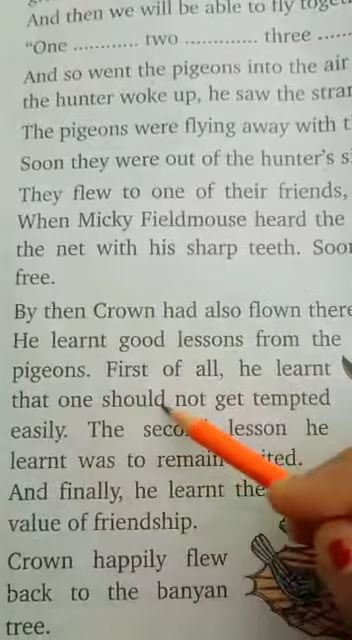 And then we will be able to fly
"One ............ two ............. three ......
And so went the pigeons into the air
the hunter woke up, he saw the
The pigeons were flying away with
Soon they were out of the hunter's
They flew to one of their friends,
When Micky Fieldmouse heard the
the net with his sharp teeth.
free.
By then Crown had also flown there
He learnt good lessons from the
pigeons. First of all, he learnt
that one should not get tempted
easily. The lesson he
learnt was to remain
And finally, he learnt the
value of friendship.
Crown happily flew
back to the banyan
tree.